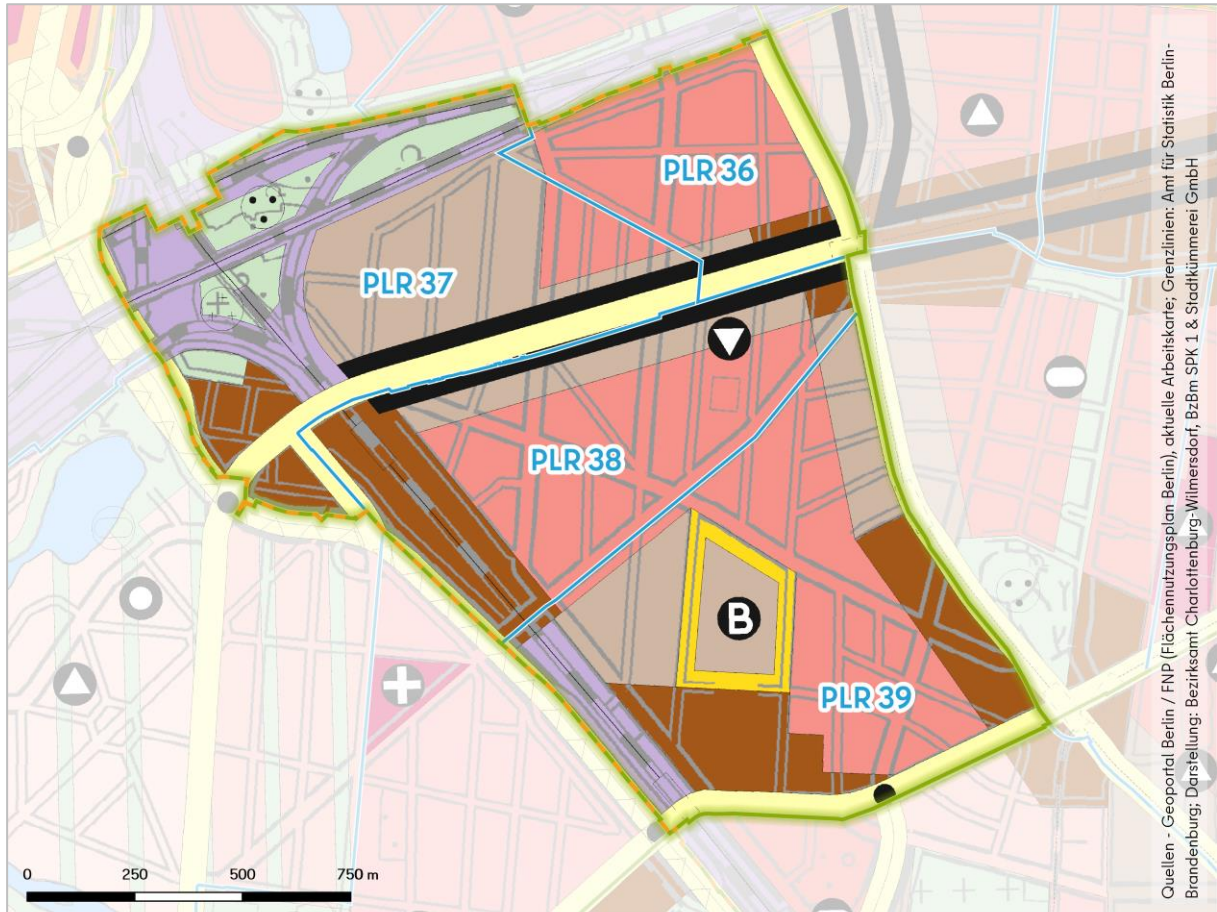 PLR 36
PLR 37
PLR 38
B
PLR 39
0 250 500 750 m
Quellen - Geoportal Berlin / FNP (Flächennutzungsplan Berlin), aktuelle Arbeitskarte; Grenzlinien: Amt für Statistik Berlin-
Brandenburg; Darstellung: Bezirksamt Charlottenburg-Wilmersdorf, BzBm SPK 1 & Stadtkümmerei GmbH